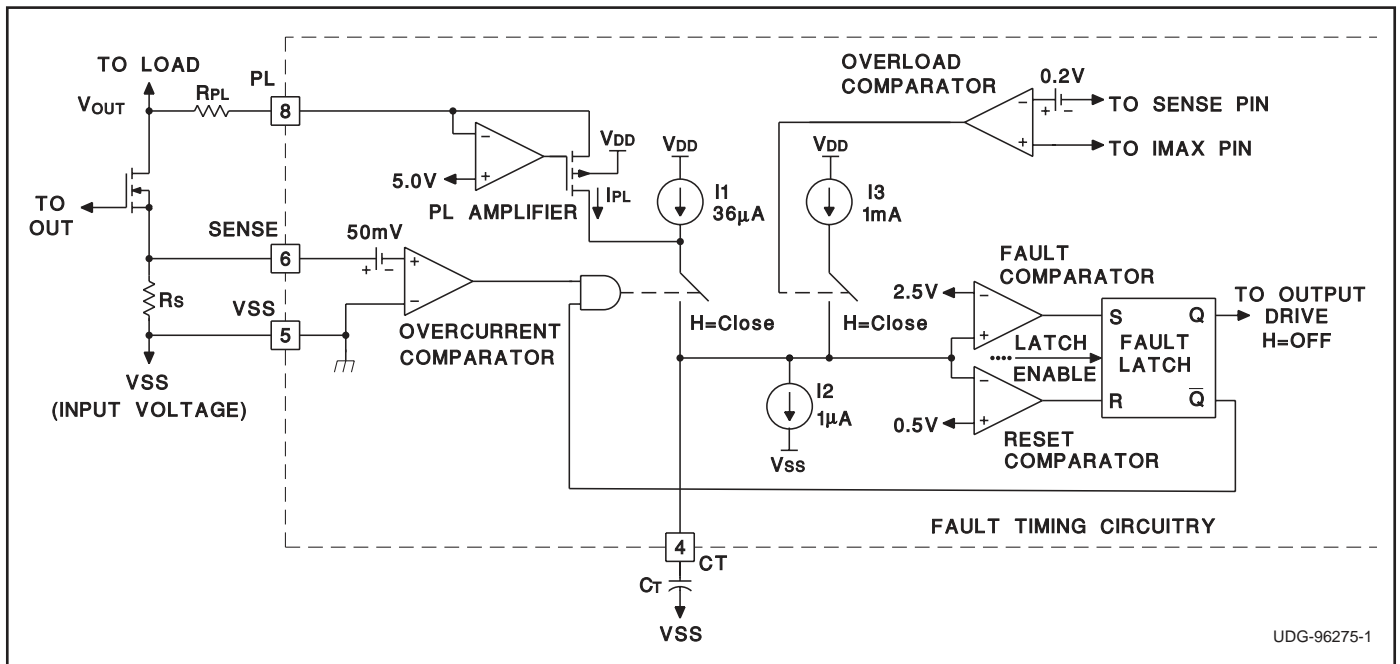 TO LOAD
VOUT
RPL
PL
8
TO
OUT
SENSE
6
RS
VSS
5
VSS
(INPUT VOLTAGE)
50mV
+ -
+
-
OVERCURRENT
COMPARATOR
-
+
5.0V
PL AMPLIFIER
VDD
IPL
VDD
I1
36µA
H=Close
OVERLOAD
COMPARATOR
0.2V
+ -
-
+
TO SENSE PIN
TO IMAX PIN
VDD
I3
1mA
H=Close
I2
1µA
VSS
FAULT
COMPARATOR
2.5V
-
+
LATCH
ENABLE
-
+
0.5V
RESET
COMPARATOR
S
Q
FAULT
LATCH
R
Q̅
TO OUTPUT
DRIVE
H=OFF
FAULT TIMING CIRCUITRY
4
CT
CT
VSS
UDG-96275-1